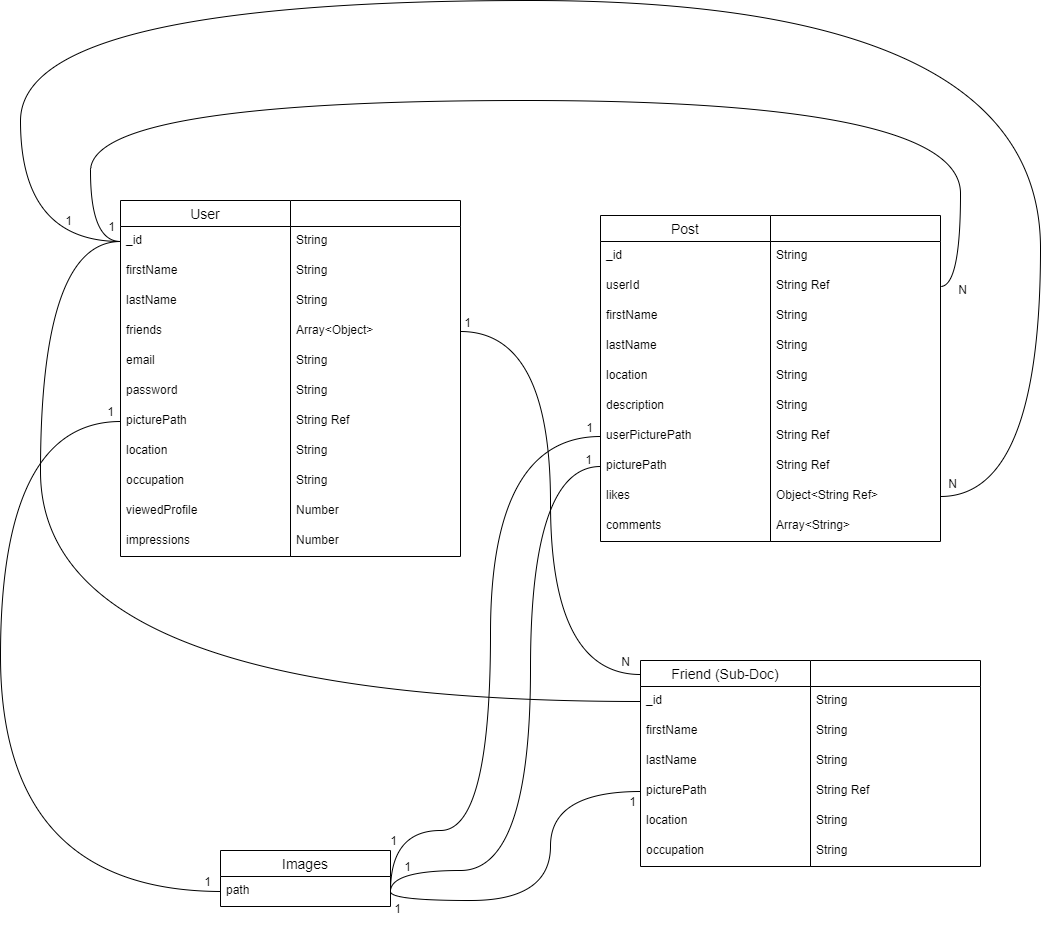 1
1
User
_id String
firstName String
lastName String
friends Array<Object>
email String
password String
picturePath String Ref
location String
occupation String
viewedProfile Number
impressions Number
1
1
Post
_id String
userId String Ref
firstName String
lastName String
location String
description String
userPicturePath String Ref
picturePath String Ref
likes Object<String Ref>
comments Array<String>
N
N
1
1
N
Friend (Sub-Doc)
_id String
firstName String
lastName String
picturePath String Ref
location String
occupation String
1
Images
path
1
1
1
1